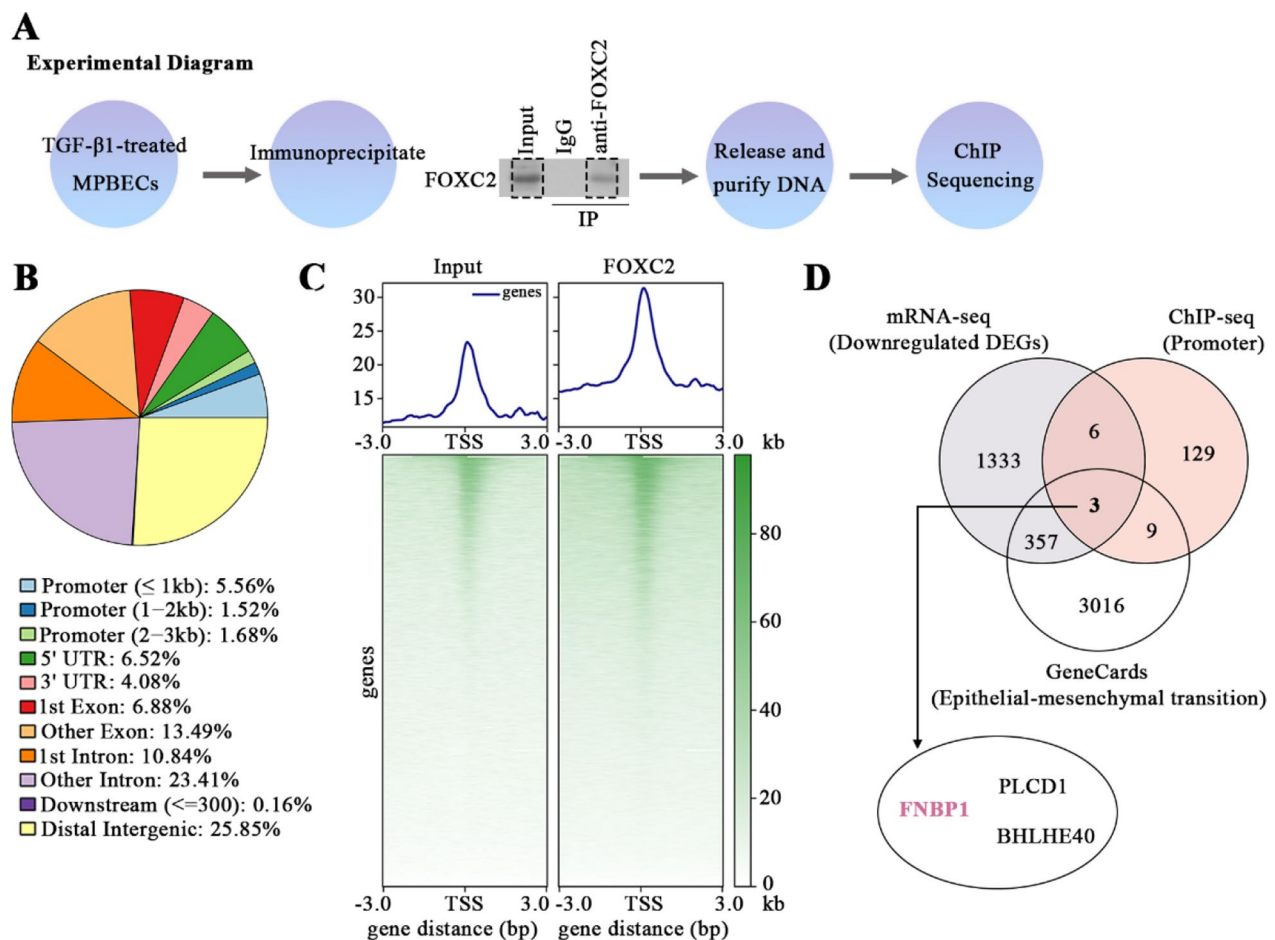 A
Experimental Diagram
TGF-β1-treated
MPBECs
Immunoprecipitate
Input
IgG
anti-FOXC2
FOXC2
IP
Release and
purify DNA
ChIP
Sequencing
B
Promoter (≤ 1kb): 5.56%
Promoter (1−2kb): 1.52%
Promoter (2−3kb): 1.68%
5' UTR: 6.52%
3' UTR: 4.08%
1st Exon: 6.88%
Other Exon: 13.49%
1st Intron: 10.84%
Other Intron: 23.41%
Downstream (<=300): 0.16%
Distal Intergenic: 25.85%
C
Input
FOXC2
genes
30
25
20
15
-3.0 TSS 3.0
-3.0 TSS 3.0 kb
genes
80
60
40
20
0
-3.0 TSS 3.0
-3.0 TSS 3.0 kb
gene distance (bp)
gene distance (bp)
D
mRNA-seq
(Downregulated DEGs)
ChIP-seq
(Promoter)
6
1333
129
3
357
9
3016
GeneCards
(Epithelial-mesenchymal transition)
PLCD1
FNBP1
BHLHE40